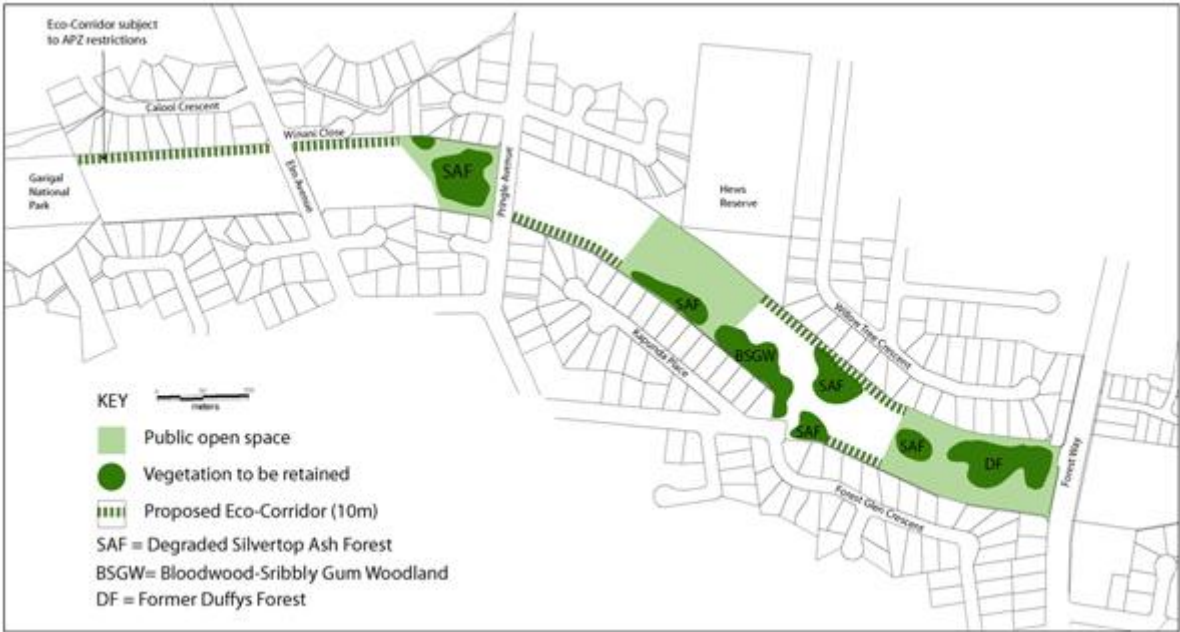 Eco-Corridor subject
to APZ restrictions
Calool Crescent
Winani Close
Elm Avenue
Pringle Avenue
SAF
Garigal
National
Park
Hews
Reserve
SAF
BSGW
SAF
SAF
SAF
DF
Kapunda Place
Willow Tree Crescent
Forest Glen Crescent
Forest Way
KEY
meters
Public open space
Vegetation to be retained
Proposed Eco-Corridor (10m)
SAF = Degraded Silvertop Ash Forest
BSGW= Bloodwood-Sribbly Gum Woodland
DF = Former Duffys Forest